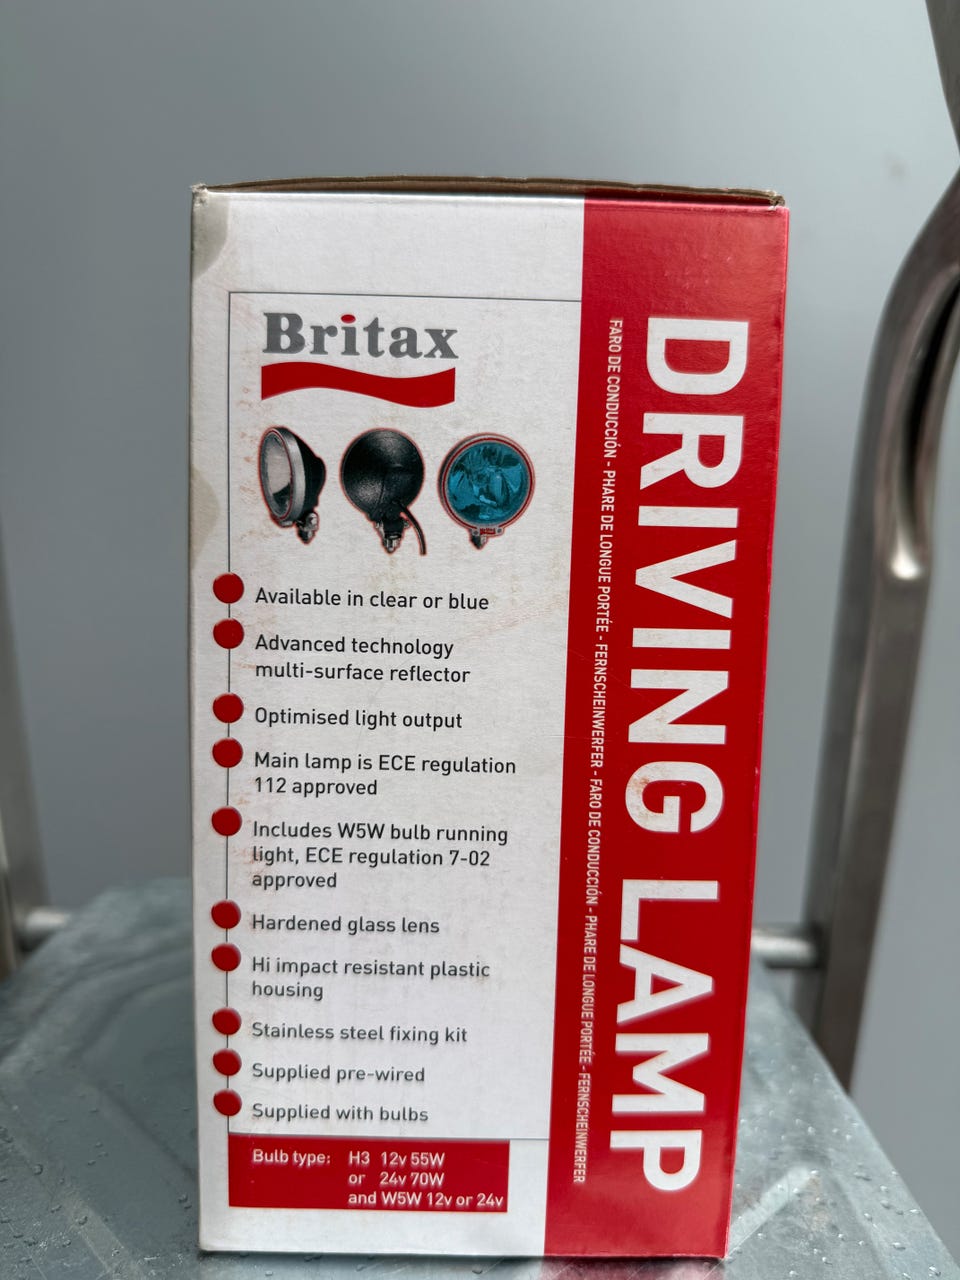 Britax
Available in clear or blue
Advanced technology
multi-surface reflector
Optimised light output
Main lamp is ECE regulation
112 approved
Includes W5W bulb running
light, ECE regulation 7-02
approved
Hardened glass lens
Hi impact resistant plastic
housing
Stainless steel fixing kit
Supplied pre-wired
Supplied with bulbs
Bulb type: H3 12v 55W
or 24v 70W
and W5W 12v or 24v
DRIVING LAMP
FARO DE CONDUCCIÓN - PHARE DE LONGUE PORTÉE - FERNSCHEINWERFER - FARO DE CONDUCCIÓN - PHARE DE LONGUE PORTÉE - FERNSCHEINWERFER